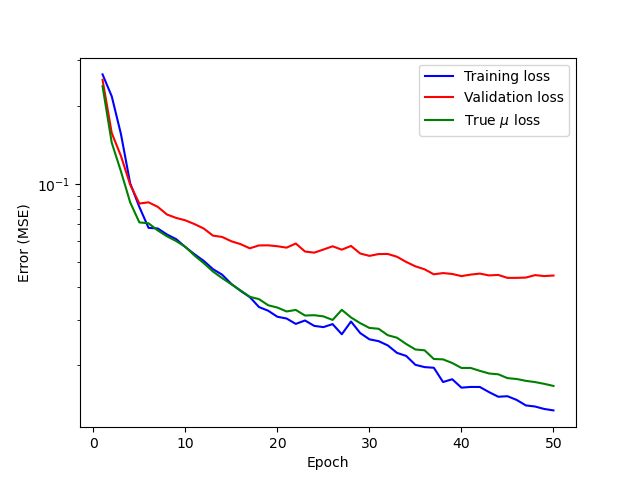 Training loss
Validation loss
True μ loss
10⁻¹
Error (MSE)
0 10 20 30 40 50
Epoch